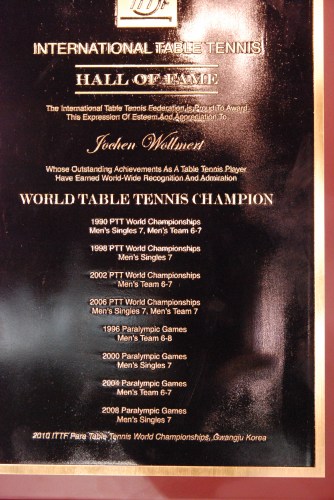 ITTF
INTERNATIONAL TABLE TENNIS
HALL OF FAME
The International Table Tennis Federation is Proud To Award
This Expression Of Esteem And Appreciation To
Jochen Wollmert
Whose Outstanding Achievements As A Table Tennis Player
Have Earned World-Wide Recognition And Admiration
WORLD TABLE TENNIS CHAMPION
1990 PTT World Championships
Men's Singles 7, Men's Team 6-7
1998 PTT World Championships
Men's Singles 7
2002 PTT World Championships
Men's Team 6-7
2006 PTT World Championships
Men's Singles 7, Men's Team 7
1996 Paralympic Games
Men's Team 6-8
2000 Paralympic Games
Men's Singles 7
2004 Paralympic Games
Men's Team 6-7
2008 Paralympic Games
Men's Singles 7
2010 ITTF Para Table Tennis World Championships, Gwangju Korea